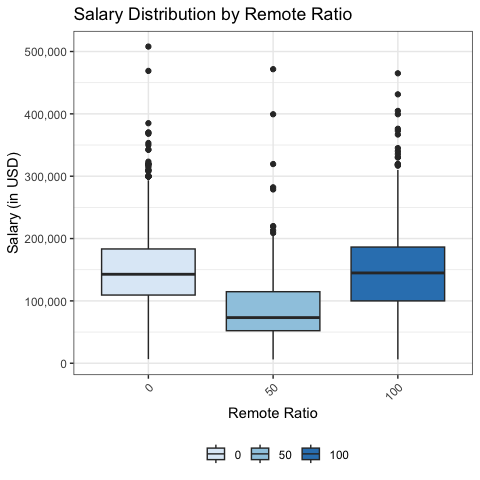 Salary Distribution by Remote Ratio
500,000
400,000
300,000
200,000
100,000
0
Salary (in USD)
0 50 100
Remote Ratio
0 50 100